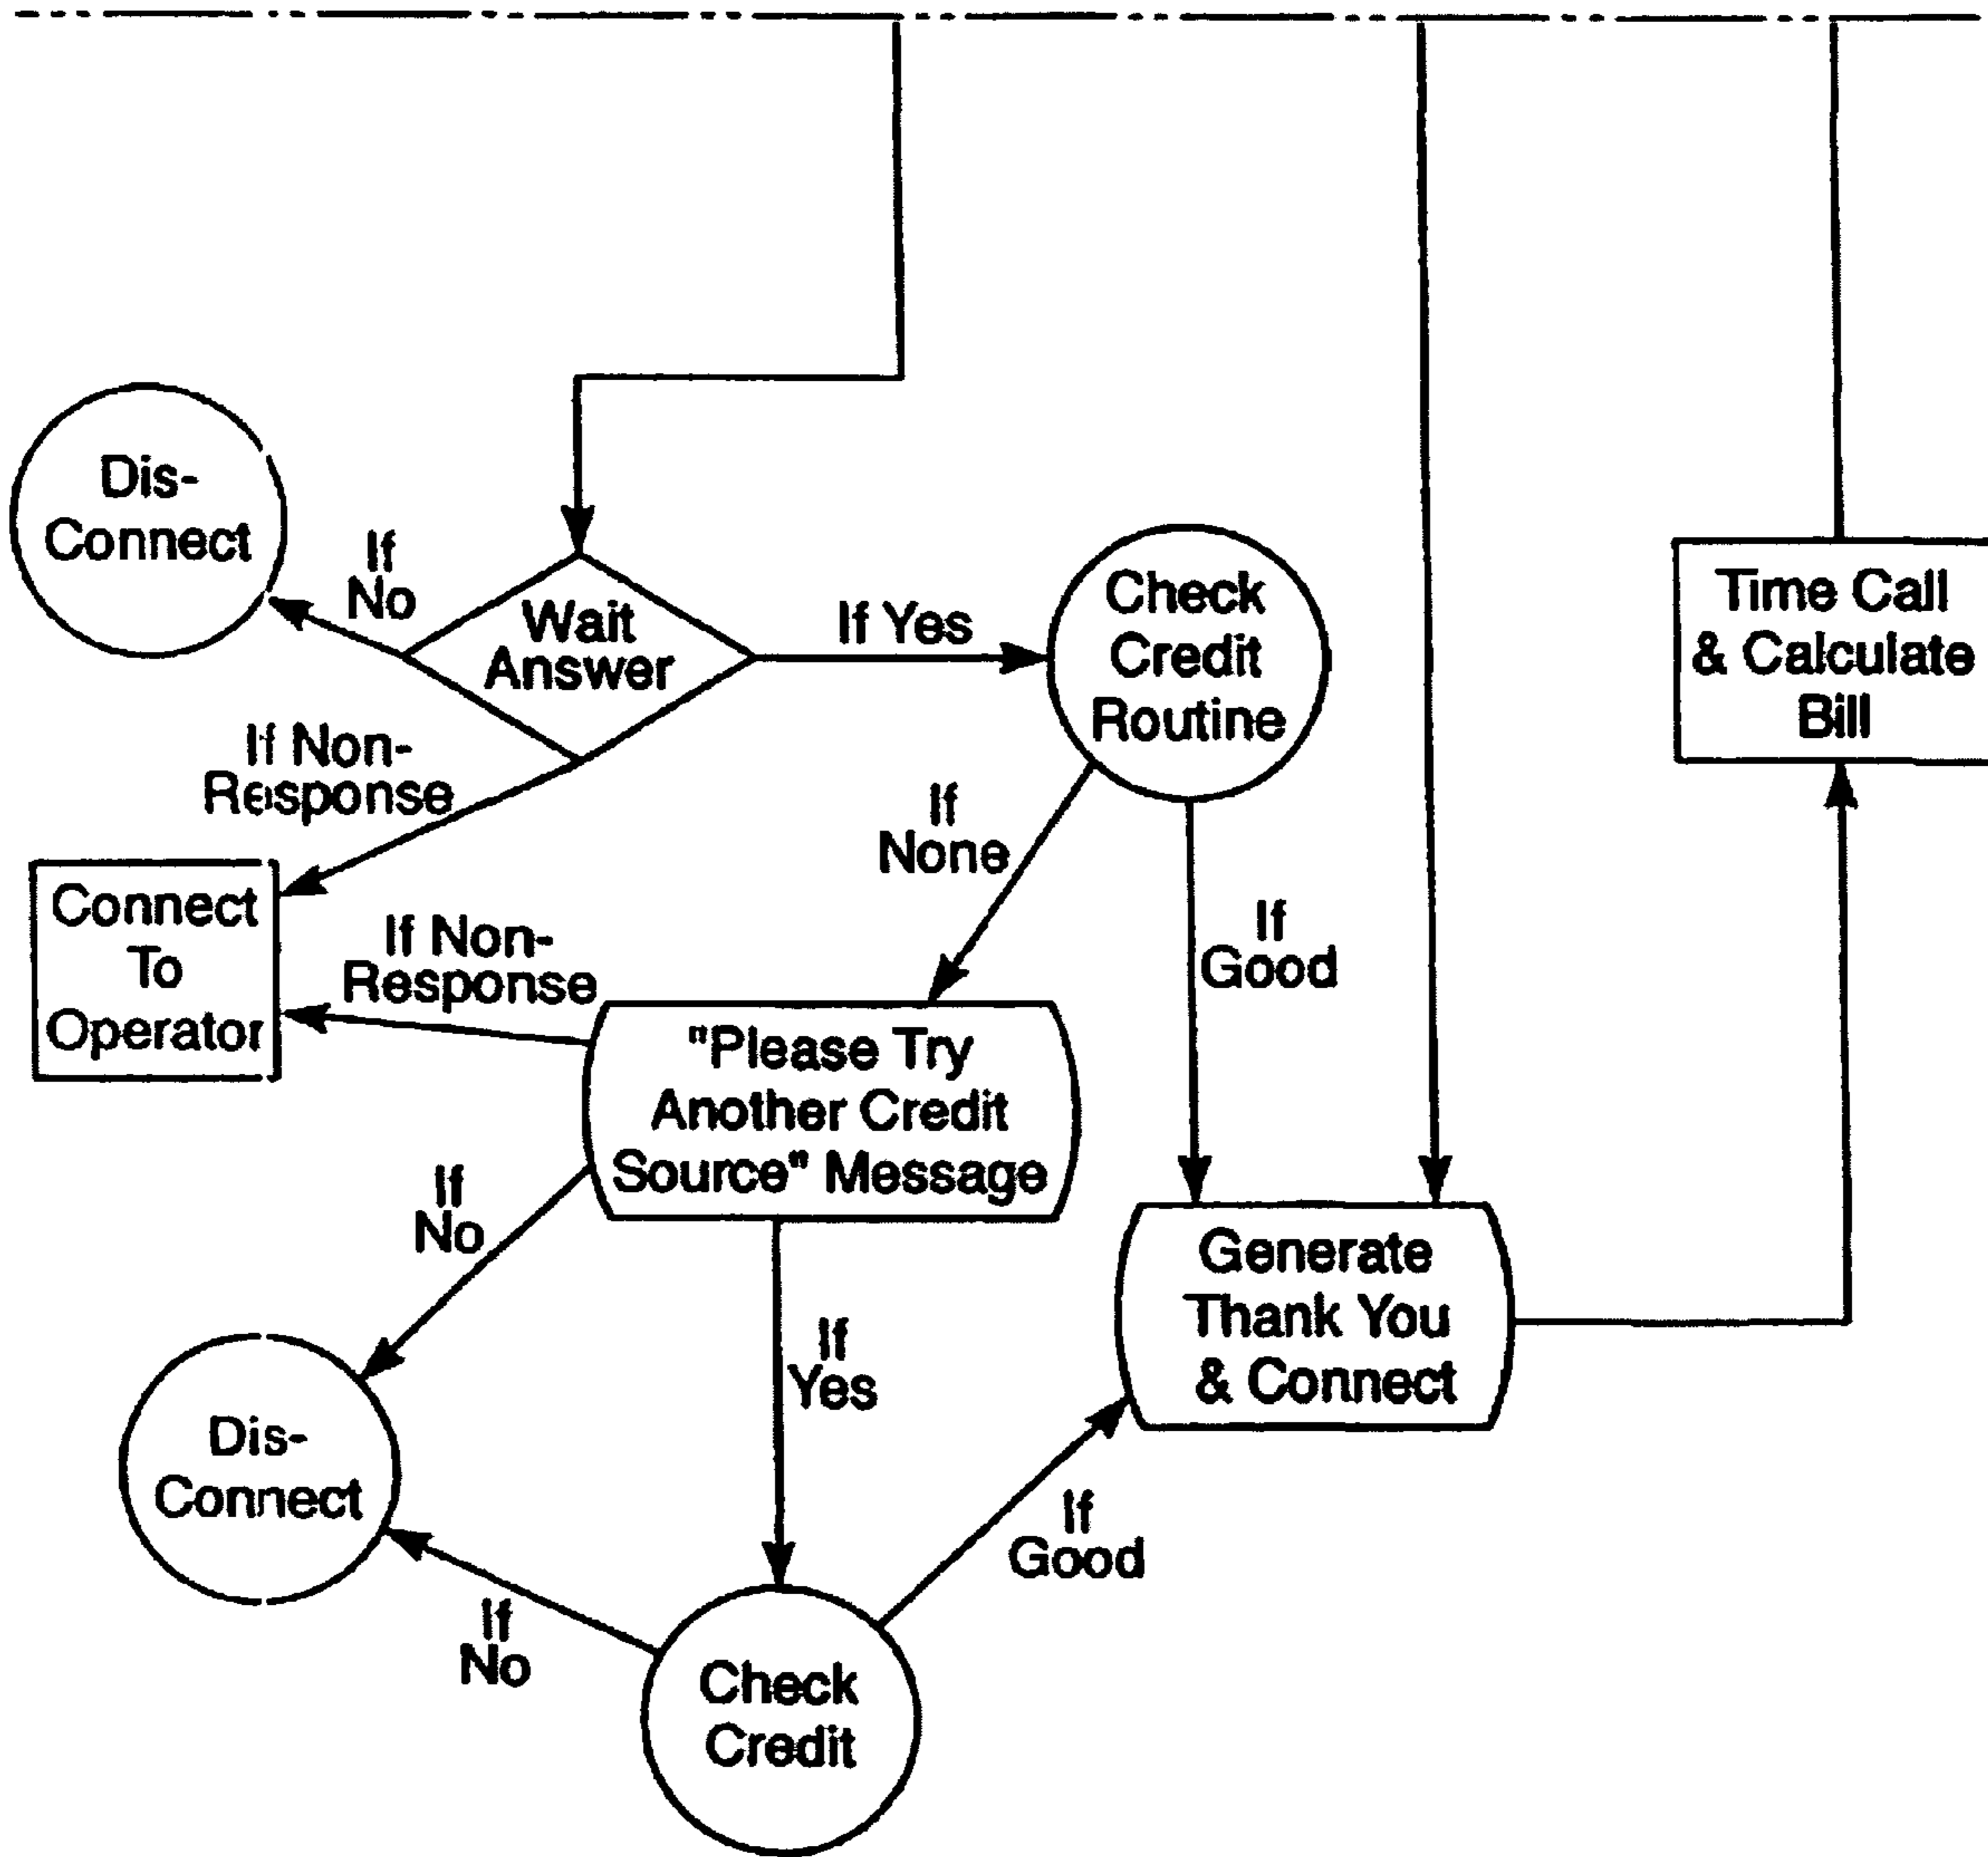 Dis-
Connect
If
No
Wait
Answer
If Yes
Check
Credit
Routine
Time Call
& Calculate
Bill
If Non-
Response
If
None
If
Good
Connect
To
Operator
If Non-
Response
"Please Try
Another Credit
Source" Message
If
No
If
Yes
Generate
Thank You
& Connect
Dis-
Connect
If
No
If
Good
Check
Credit